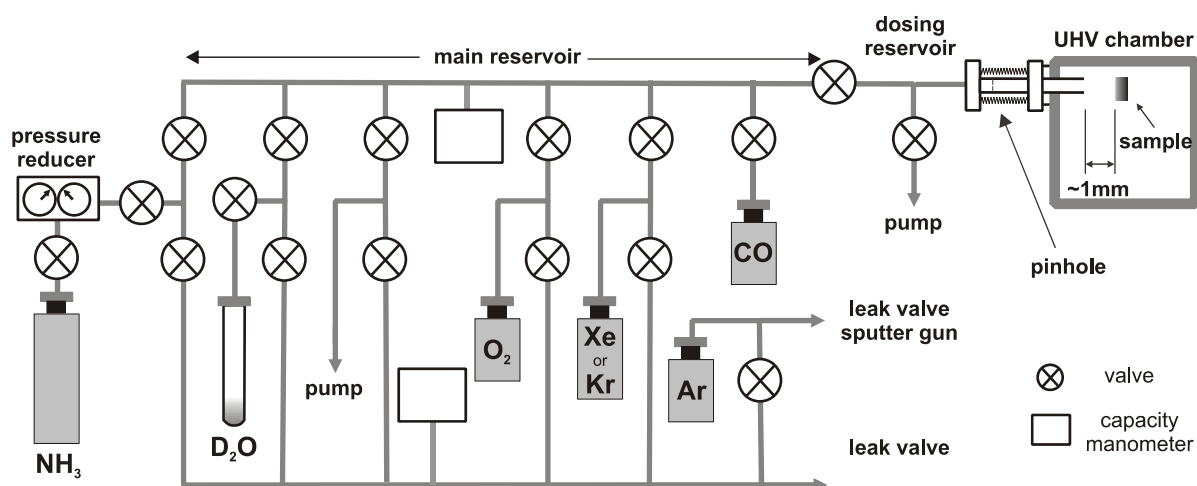 dosing
reservoir
UHV chamber
main reservoir
pressure
reducer
sample
~1mm
pump
pinhole
CO
leak valve
sputter gun
O₂
Xe
or
Kr
Ar
pump
valve
capacity
manometer
D₂O
NH₃
leak valve